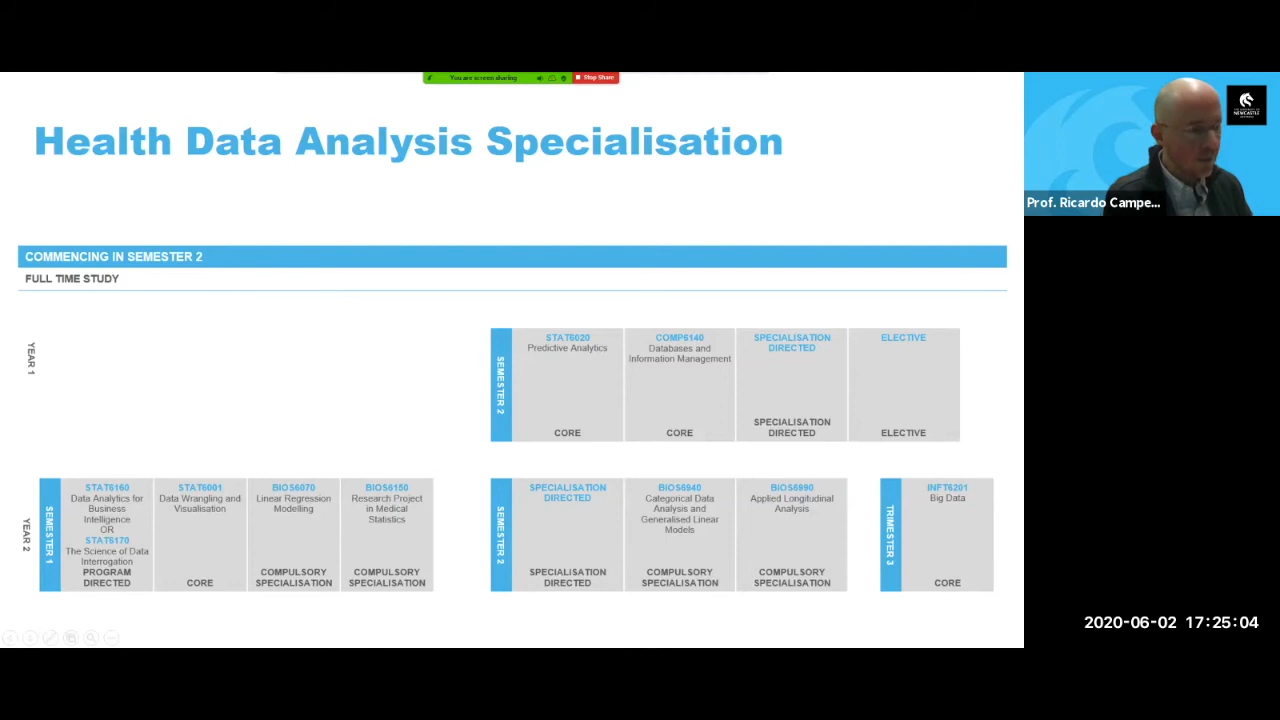 You are screen sharing
Stop Share
Health Data Analysis Specialisation
NEWCASTLE
Prof. Ricardo Campe...
COMMENCING IN SEMESTER 2
FULL TIME STUDY
YEAR 1
SEMESTER 2
STAT6020
Predictive Analytics
CORE
COMP6140
Databases and
Information Management
CORE
SPECIALISATION
DIRECTED
SPECIALISATION
DIRECTED
ELECTIVE
ELECTIVE
YEAR 2
SEMESTER 1
STAT6160
Data Analytics for
Business
Intelligence
OR
STAT6170
The Science of Data
Interrogation
PROGRAM
DIRECTED
STAT6001
Data Wrangling and
Visualisation
CORE
BIOS6070
Linear Regression
Modelling
COMPULSORY
SPECIALISATION
BIOS6150
Research Project
in Medical
Statistics
COMPULSORY
SPECIALISATION
SEMESTER 2
SPECIALISATION
DIRECTED
SPECIALISATION
DIRECTED
BIOS6940
Categorical Data
Analysis and
Generalised Linear
Models
COMPULSORY
SPECIALISATION
BIOS6990
Applied Longitudinal
Analysis
COMPULSORY
SPECIALISATION
TRIMESTER 3
INFT6201
Big Data
CORE
2020-06-02 17:25:04